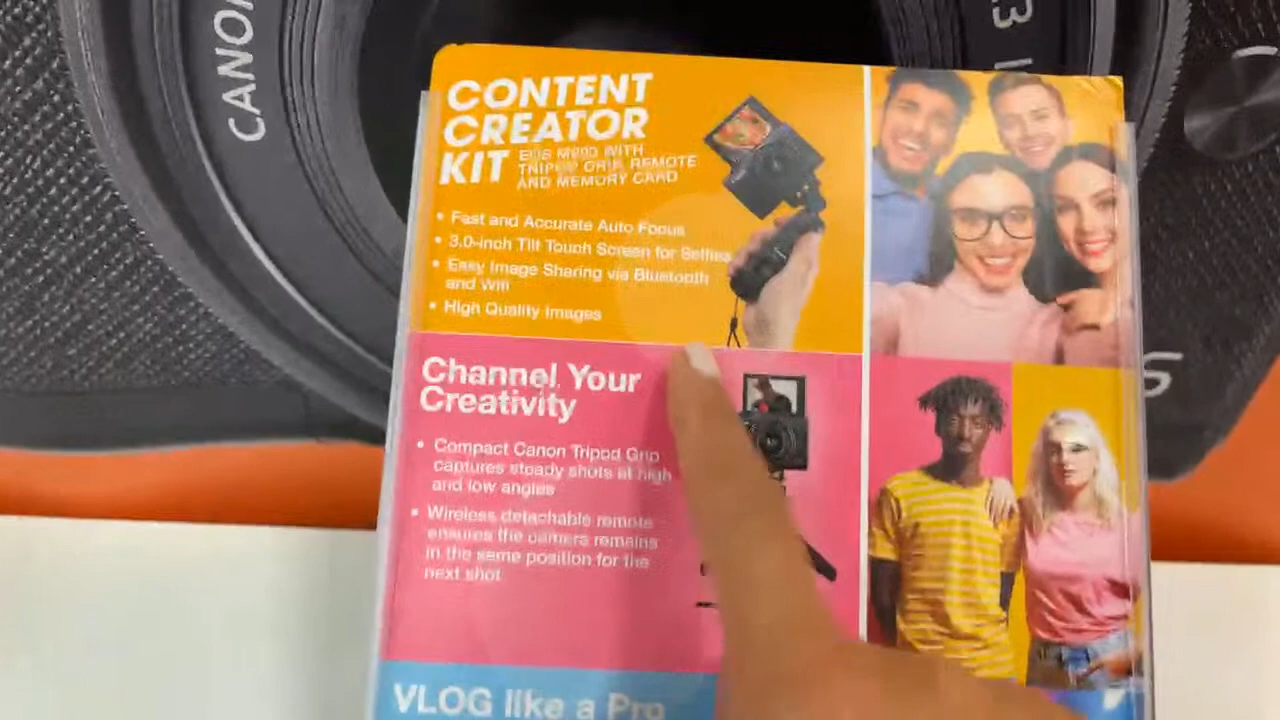 CANON
CONTENT
CREATOR
KIT
EOS M200 WITH
TRIPOD GRIP, REMOTE
AND MEMORY CARD
• Fast and Accurate Auto Focus
• 3.0-inch Tilt Touch Screen for Selfies
• Easy Image Sharing via Bluetooth
and Wifi
• High Quality Images
Channel Your
Creativity
• Compact Canon Tripod Grip
captures steady shots at high
and low angles
• Wireless detachable remote
ensures the camera remains
in the same position for the
next shot
VLOG like a Pro
S